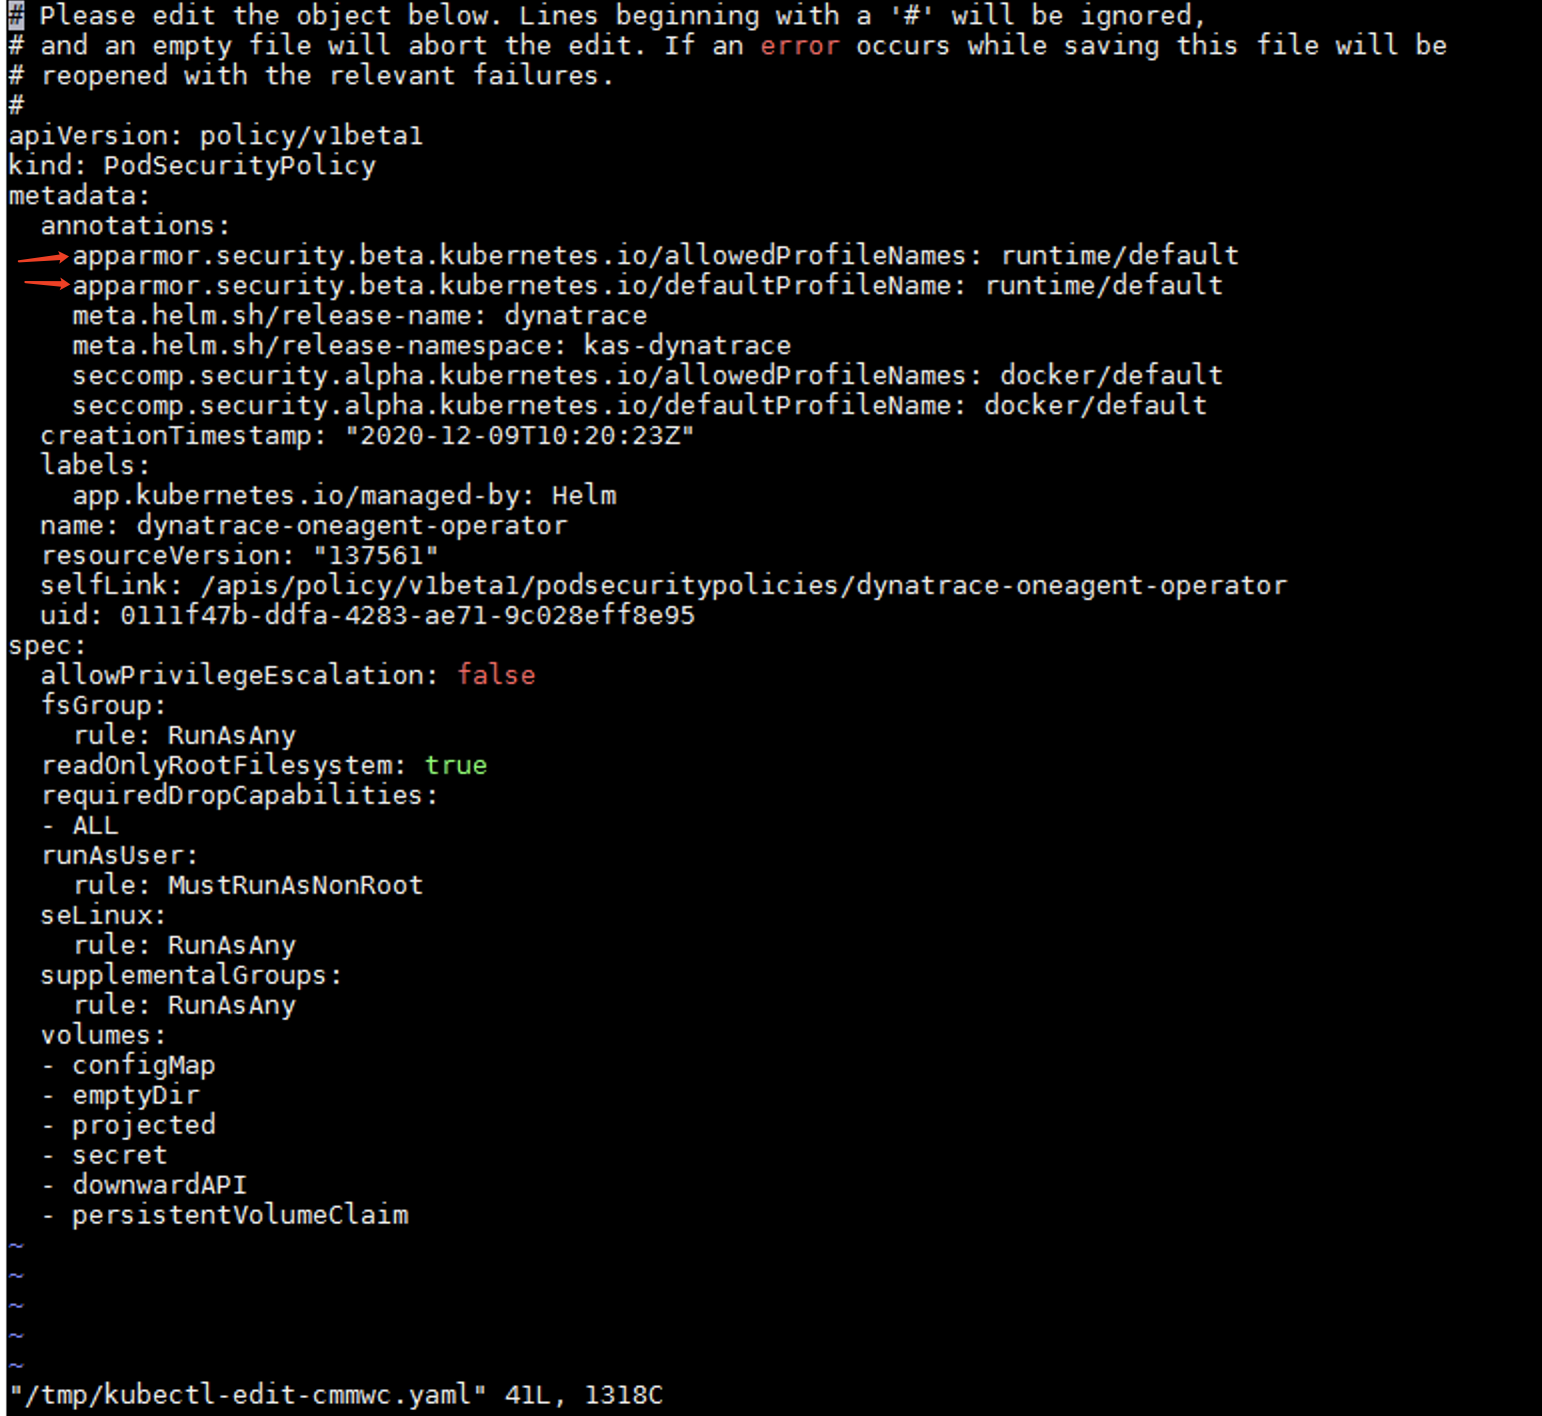 # Please edit the object below. Lines beginning with a '#' will be ignored,
# and an empty file will abort the edit. If an error occurs while saving this file will be
# reopened with the relevant failures.
#
apiVersion: policy/v1beta1
kind: PodSecurityPolicy
metadata:
  annotations:
    apparmor.security.beta.kubernetes.io/allowedProfileNames: runtime/default
    apparmor.security.beta.kubernetes.io/defaultProfileName: runtime/default
    meta.helm.sh/release-name: dynatrace
    meta.helm.sh/release-namespace: kas-dynatrace
    seccomp.security.alpha.kubernetes.io/allowedProfileNames: docker/default
    seccomp.security.alpha.kubernetes.io/defaultProfileName: docker/default
  creationTimestamp: "2020-12-09T10:20:23Z"
  labels:
    app.kubernetes.io/managed-by: Helm
  name: dynatrace-oneagent-operator
  resourceVersion: "137561"
  selfLink: /apis/policy/v1beta1/podsecuritypolicies/dynatrace-oneagent-operator
  uid: 0111f47b-ddfa-4283-ae71-9c028eff8e95
spec:
  allowPrivilegeEscalation: false
  fsGroup:
    rule: RunAsAny
  readOnlyRootFilesystem: true
  requiredDropCapabilities:
  - ALL
  runAsUser:
    rule: MustRunAsNonRoot
  seLinux:
    rule: RunAsAny
  supplementalGroups:
    rule: RunAsAny
  volumes:
  - configMap
  - emptyDir
  - projected
  - secret
  - downwardAPI
  - persistentVolumeClaim
~
~
~
~
~
"/tmp/kubectl-edit-cmmwc.yaml" 41L, 1318C